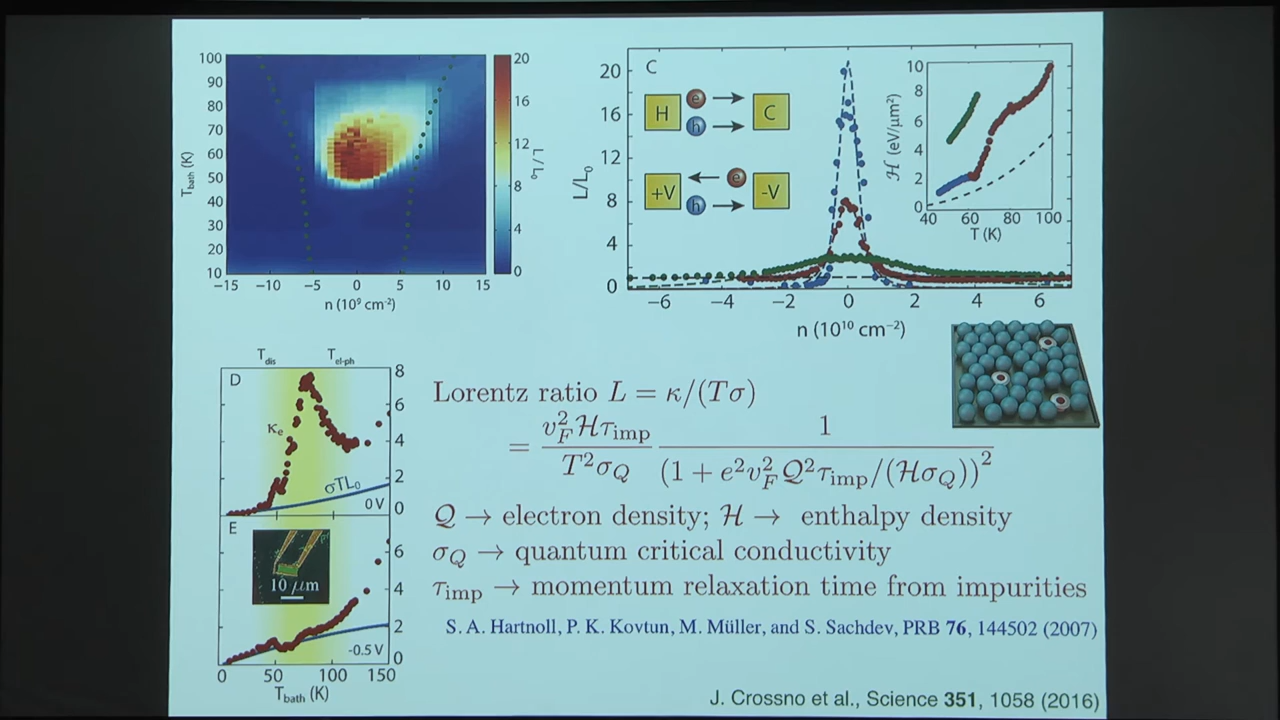 100
90
80
70
60
50
40
30
20
10
T_bath (K)
−15 −10 −5 0 5 10 15
n (10⁹ cm⁻²)
20
16
12
8
4
0
L / L₀
C
20
16
12
8
4
0
L/L₀
H e h C
+V e h -V
−6 −4 −2 0 2 4 6
n (10¹⁰ cm⁻²)
10
8
6
4
2
0
ℋ (eV/μm²)
40 60 80 100
T (K)
T_dis T_el-ph
D
κ_e
σTL₀
0 V
8
6
4
2
0
E
10 μm
-0.5 V
6
4
2
0
0 50 100 150
T_bath (K)
Lorentz ratio L = κ/(Tσ)
= v_F² ℋτ_imp / T²σ_Q 1 / (1 + e²v_F² 𝒬²τ_imp/(ℋσ_Q))²
𝒬 → electron density; ℋ → enthalpy density
σ_Q → quantum critical conductivity
τ_imp → momentum relaxation time from impurities
S. A. Hartnoll, P. K. Kovtun, M. Müller, and S. Sachdev, PRB 76, 144502 (2007)
J. Crossno et al., Science 351, 1058 (2016)